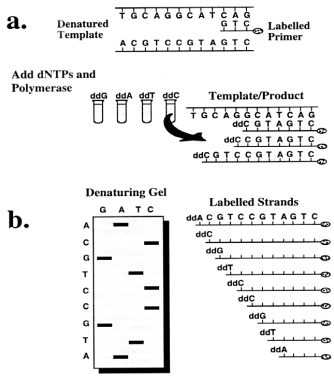 a.
Denatured Template
T G C A G G C A T C A G
G T C
Labelled Primer
A C G T C C G T A G T C
Add dNTPs and Polymerase
ddG ddA ddT ddC
Template/Product
T G C A G G C A T C A G
ddC G T A G T C
ddC C G T A G T C
ddC G T C C G T A G T C
b.
Denaturing Gel
G A T C
A
C
G
T
C
C
G
T
A
Labelled Strands
ddA C G T C C G T A G T C
ddC
ddG
ddT
ddC
ddC
ddG
ddT
ddA